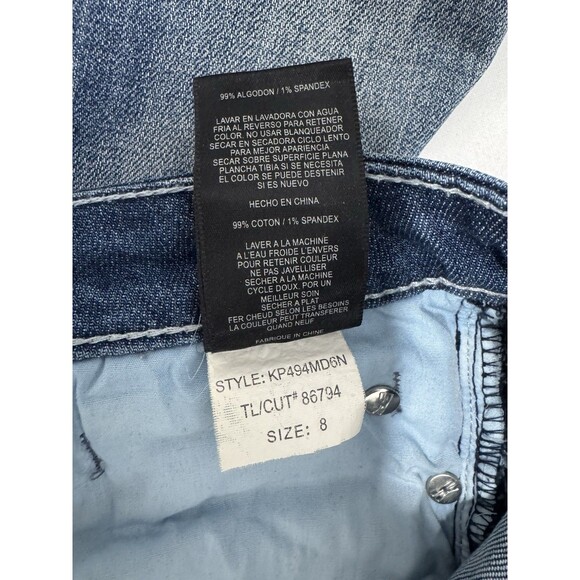 99% ALGODON / 1% SPANDEX
LAVAR EN LAVADORA CON AGUA
FRIA AL REVERSO PARA RETENER
COLOR. NO USAR BLANQUEADOR
SECAR EN SECADORA CICLO LENTO
PARA MEJOR APARIENCIA
SECAR SOBRE SUPERFICIE PLANA
PLANCHA TIBIA SI SE NECESITA
EL COLOR SE PUEDE DESTENIR
SI ES NUEVO
HECHO EN CHINA
99% COTON / 1% SPANDEX
LAVER A LA MACHINE
A L'EAU FROIDE L'ENVERS
POUR RETENIR COULEUR
NE PAS JAVELLISER
SECHER A LA MACHINE
CYCLE DOUX. POR UN
MEILLEUR SOIN
SECHER A PLAT
FER CHEUD SELON LES BESOINS
LA COULEUR PEUT TRANSFERER
QUAND NEUF
FABRIQUE IN CHINE
STYLE: KP494MD6N
TL/CUT# 86794
SIZE: 8